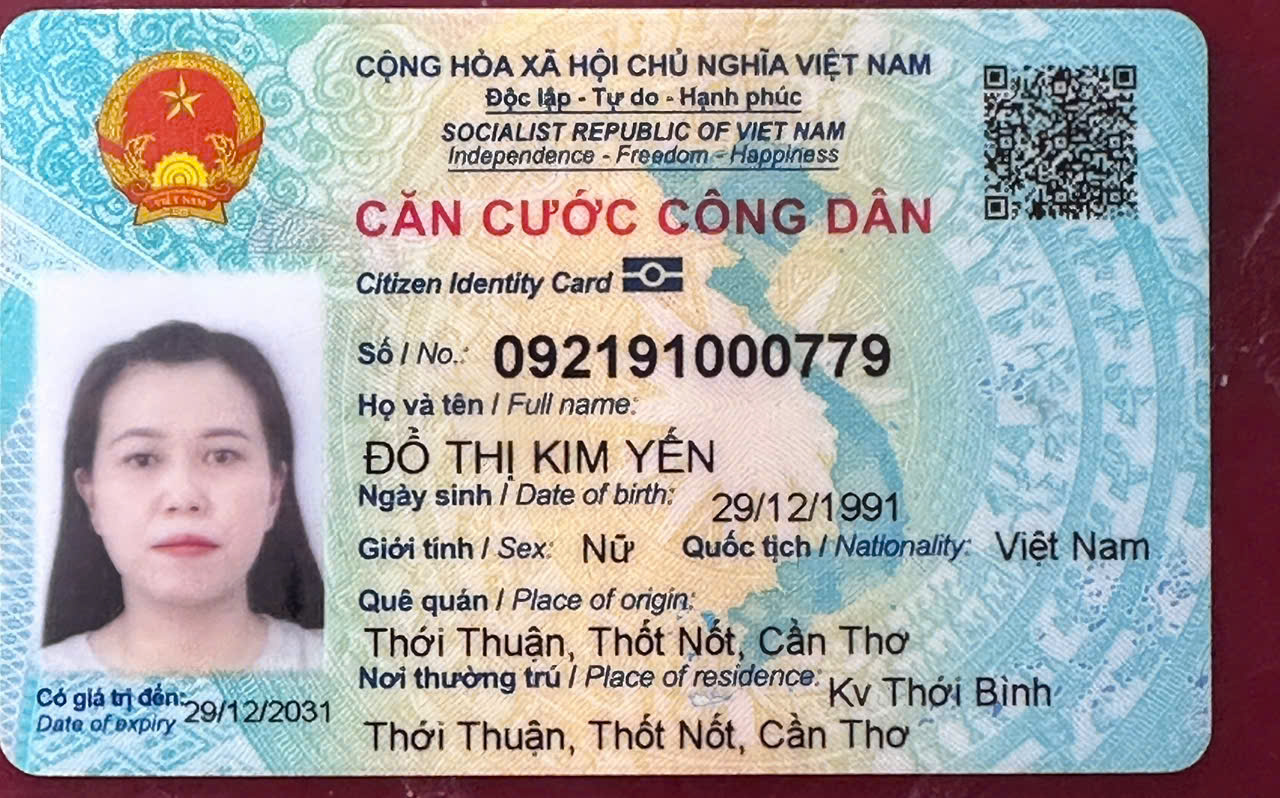 CỘNG HÒA XÃ HỘI CHỦ NGHĨA VIỆT NAM
Độc lập - Tự do - Hạnh phúc
SOCIALIST REPUBLIC OF VIET NAM
Independence - Freedom - Happiness
CĂN CƯỚC CÔNG DÂN
Citizen Identity Card
Số / No.: 092191000779
Họ và tên / Full name:
ĐỖ THỊ KIM YẾN
Ngày sinh / Date of birth: 29/12/1991
Giới tính / Sex: Nữ Quốc tịch / Nationality: Việt Nam
Quê quán / Place of origin:
Thới Thuận, Thốt Nốt, Cần Thơ
Nơi thường trú / Place of residence: Kv Thới Bình
Thới Thuận, Thốt Nốt, Cần Thơ
Có giá trị đến: 29/12/2031
Date of expiry